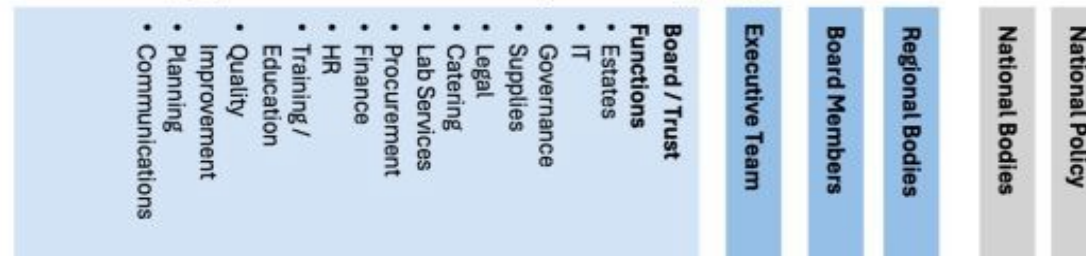 National Policy
National Bodies
Regional Bodies
Board Members
Executive Team
Board / Trust
Functions
• Estates
• IT
• Governance
• Supplies
• Legal
• Catering
• Lab Services
• Procurement
• Finance
• HR
• Training /
Education
• Quality
Improvement
• Planning
• Communications